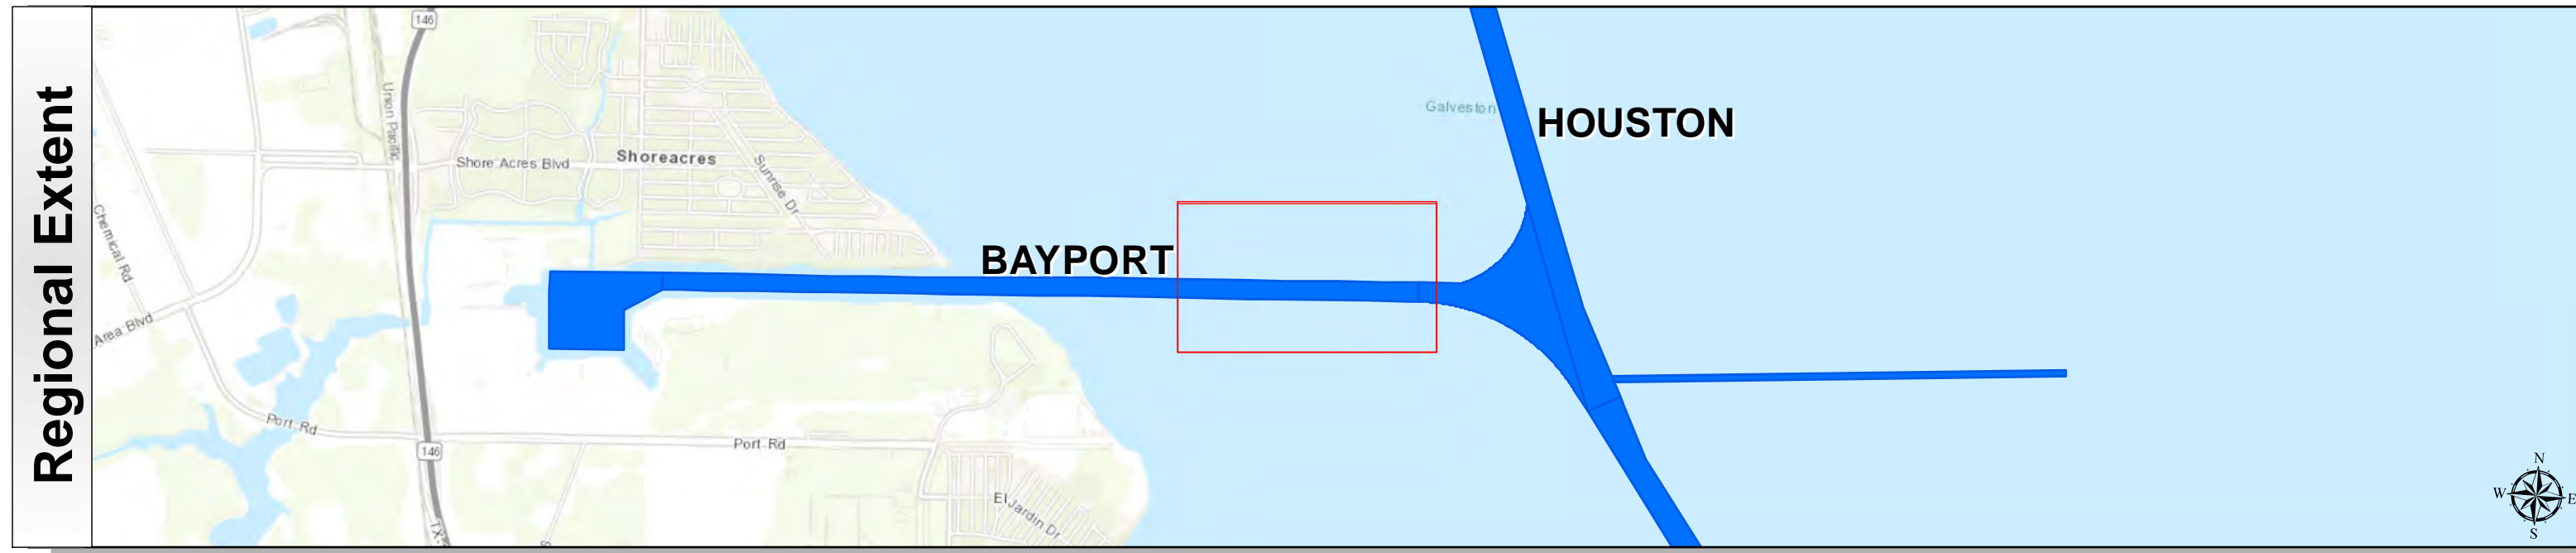 Regional Extent
146
Union Pacific
Galveston
HOUSTON
Shore Acres Blvd
Shoreacres
Sunrise Dr
Chemical Rd
BAYPORT
Area Blvd
Port Rd
146
Port Rd
El Jardin Dr
TX-
N
W
E
S